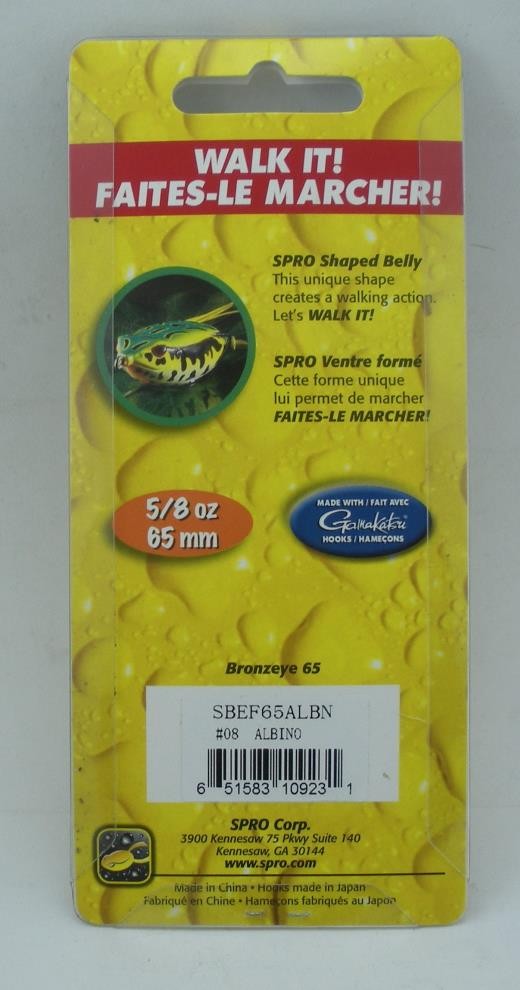 WALK IT!
FAITES-LE MARCHER!
SPRO Shaped Belly
This unique shape
creates a walking action.
Let's WALK IT!
SPRO Ventre formé
Cette forme unique
lui permet de marcher
FAITES-LE MARCHER!
5/8 oz
65 mm
MADE WITH / FAIT AVEC
Gamakatsu®
HOOKS / HAMEÇONS
Bronzeye 65
SBEF65ALBN
#08 ALBINO
6 51583 10923 1
SPRO Corp.
3900 Kennesaw 75 Pkwy Suite 140
Kennesaw, GA 30144
www.spro.com
Made in China • Hooks made in Japan
Fabriqué en Chine • Hameçons fabriqués au Japon